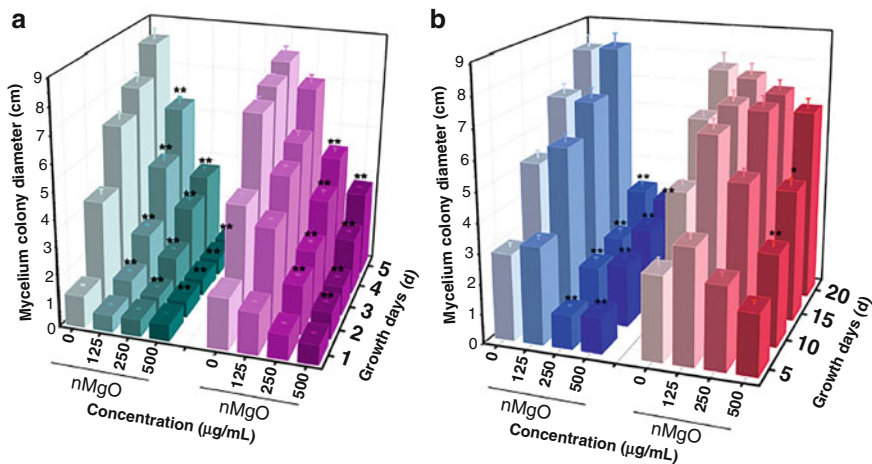 a
Mycelium colony diameter (cm)
9
8
7
6
5
4
3
2
1
0
** ** **
** **
** **
** ** **
** **
** ** **
** **
** ** **
** **
0 125 250 500 0 125 250 500
nMgO nMgO
Concentration (μg/mL)
1 2 3 4 5
Growth days (d)
b
Mycelium colony diameter (cm)
9
8
7
6
5
4
3
2
1
0
** **
** **
** **
** **
*
**
0 125 250 500 0 125 250 500
nMgO nMgO
Concentration (μg/mL)
5 10 15 20
Growth days (d)